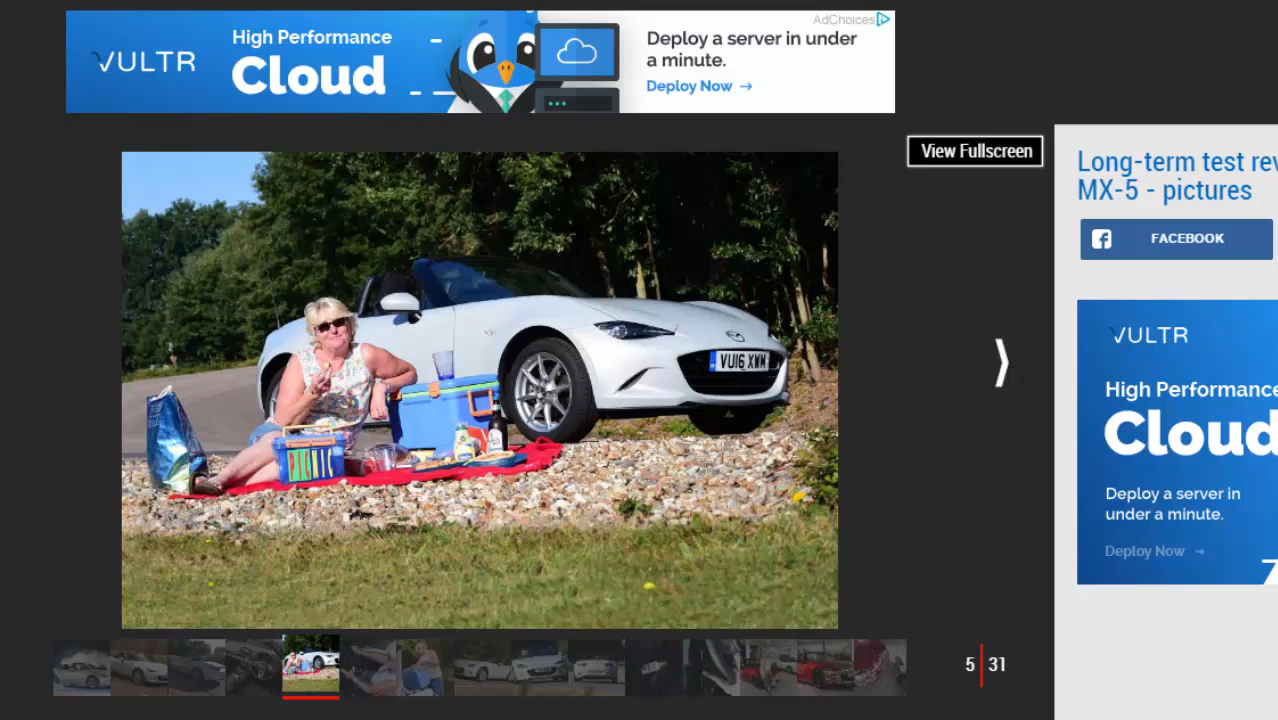 AdChoices
VULTR
High Performance
Cloud
Deploy a server in under
a minute.
Deploy Now →
View Fullscreen
VU16 XWM
Long-term test rev
MX-5 - pictures
FACEBOOK
VULTR
High Performance
Cloud
Deploy a server in
under a minute.
Deploy Now →
5 | 31